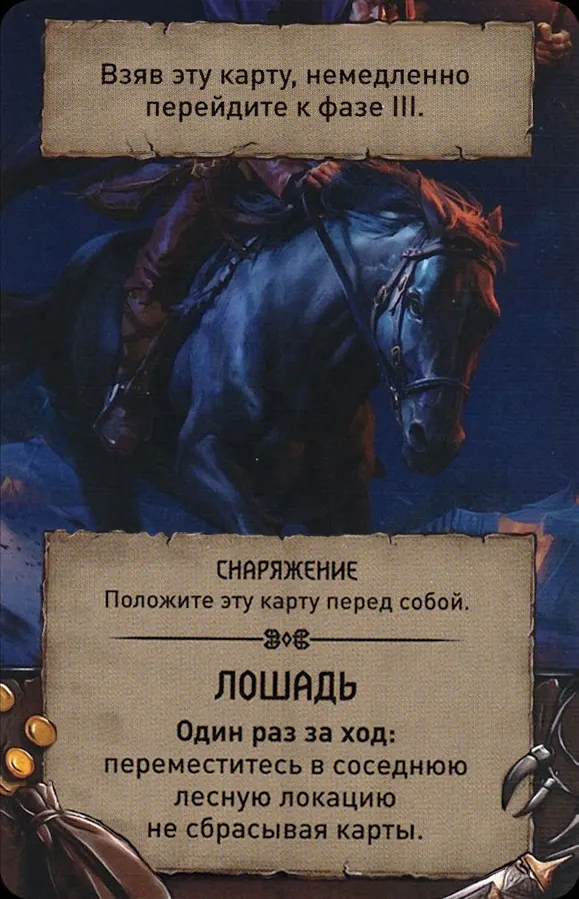 Взяв эту карту, немедленно
перейдите к фазе III.
СНАРЯЖЕНИЕ
Положите эту карту перед собой.
ЛОШАДЬ
Один раз за ход:
переместитесь в соседнюю
лесную локацию
не сбрасывая карты.